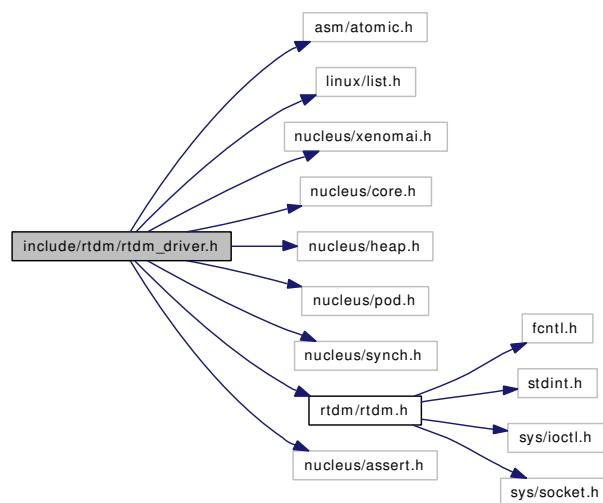 asm/atomic.h
linux/list.h
nucleus/xenomai.h
nucleus/core.h
include/rtdm/rtdm_driver.h
nucleus/heap.h
nucleus/pod.h
fcntl.h
nucleus/synch.h
stdint.h
rtdm/rtdm.h
sys/ioctl.h
nucleus/assert.h
sys/socket.h